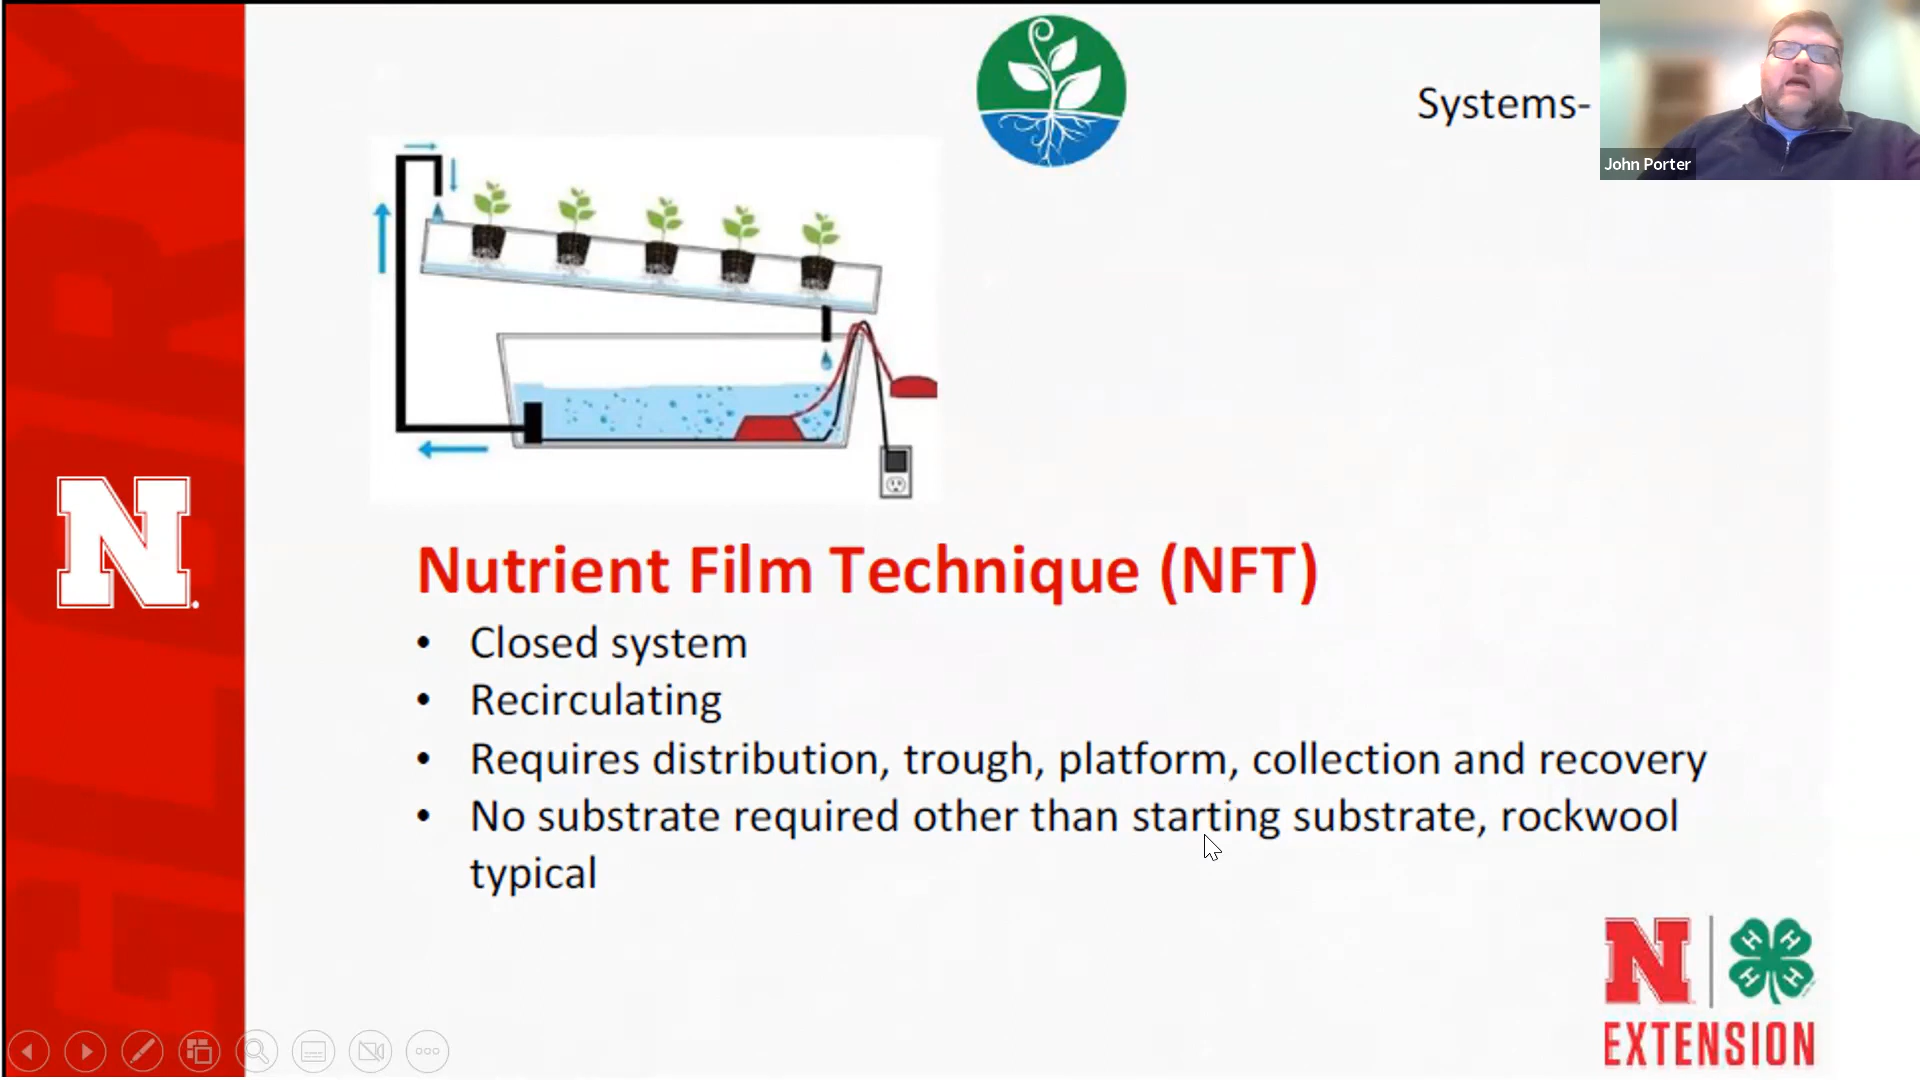 Systems-
John Porter
Nutrient Film Technique (NFT)
• Closed system
• Recirculating
• Requires distribution, trough, platform, collection and recovery
• No substrate required other than starting substrate, rockwool
typical
N
N
H H
H H
EXTENSION